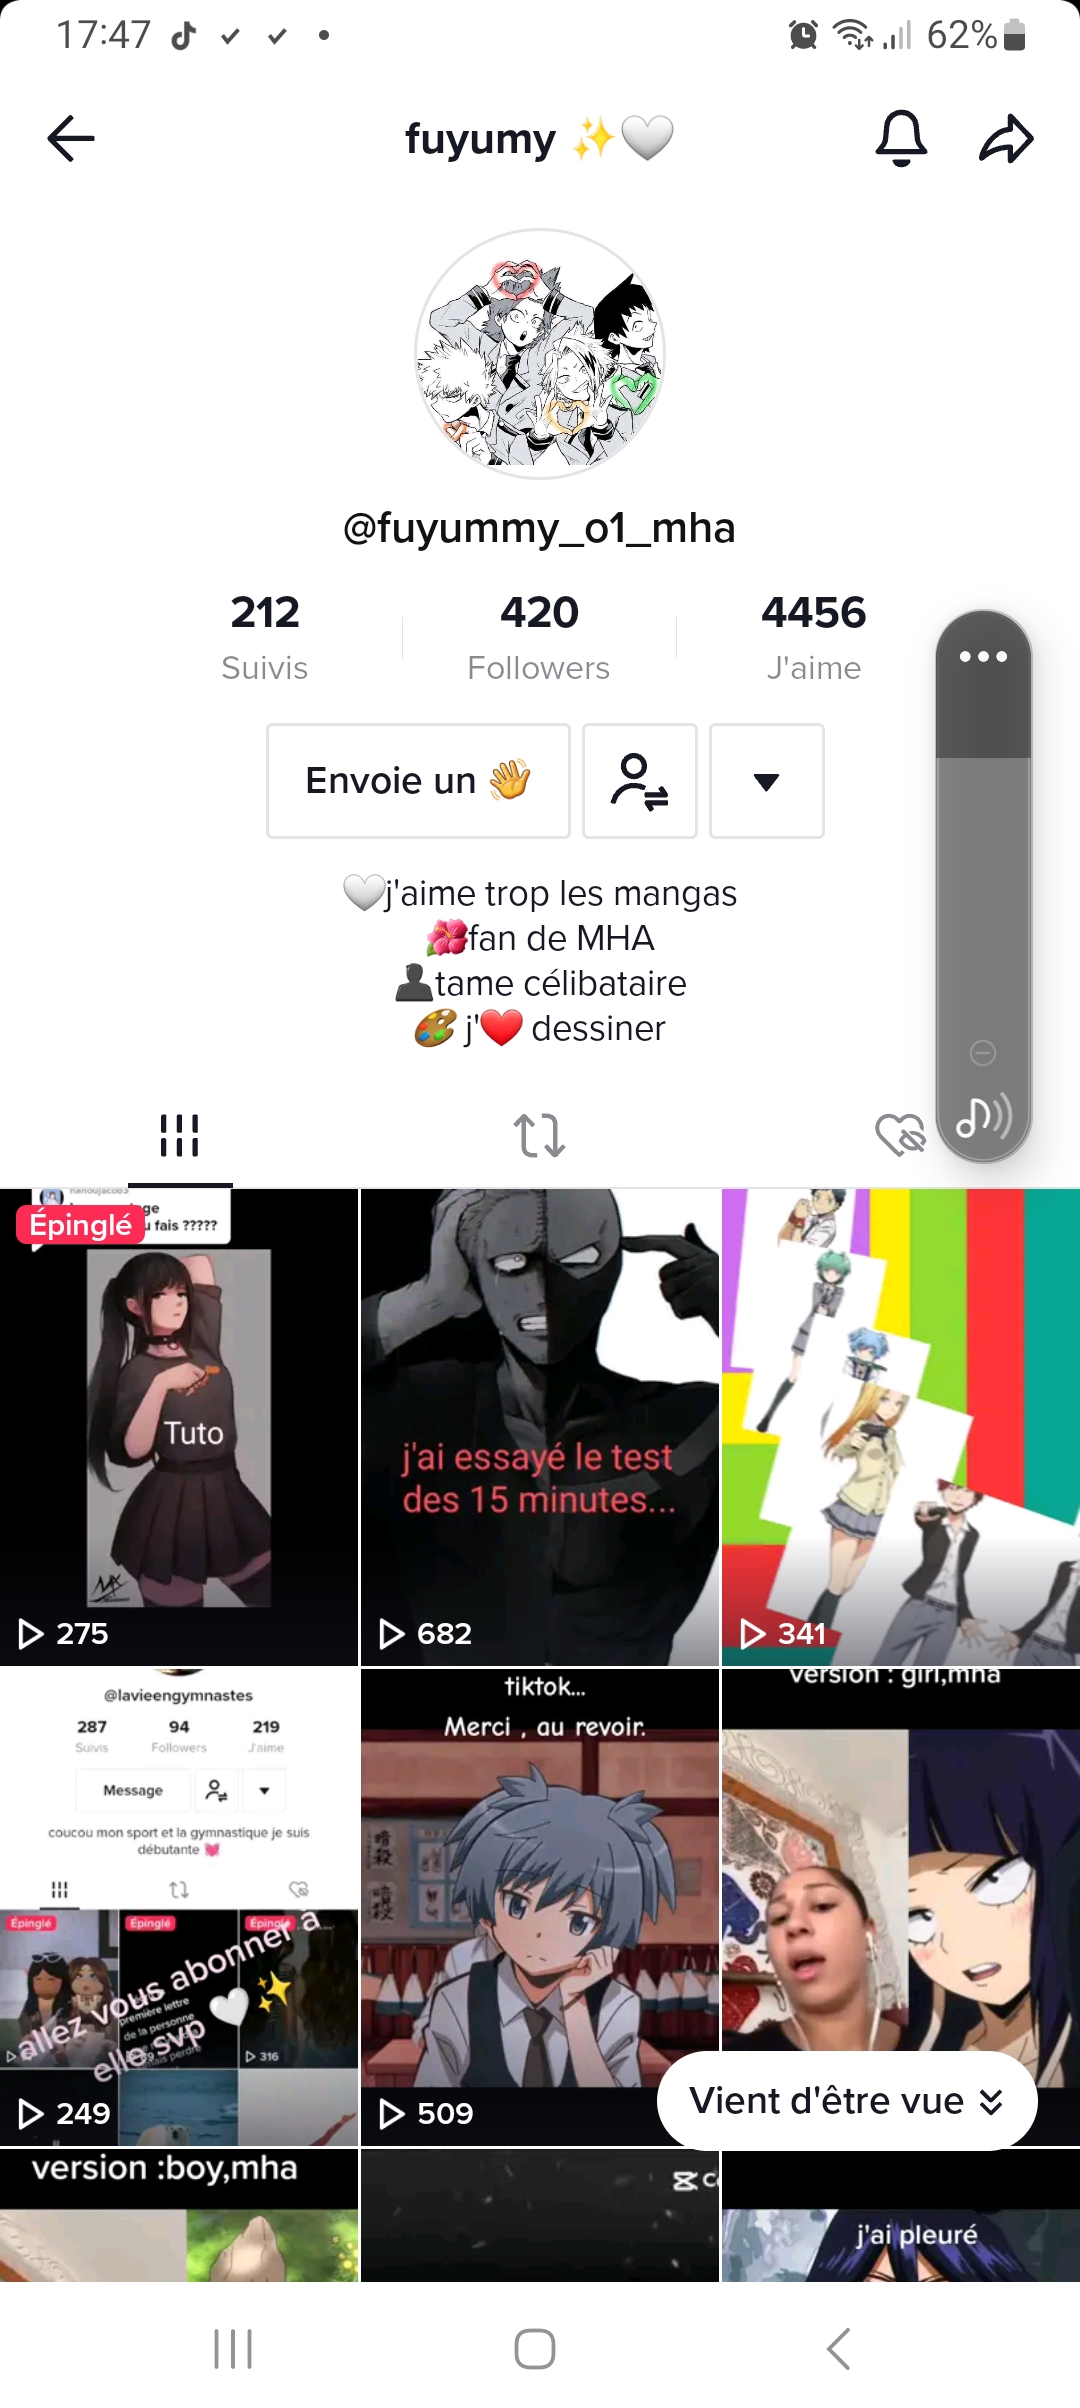 17:47
62%
fuyumy ✨🤍
@fuyummy_o1_mha
212 420 4456
Suivis Followers J'aime
Envoie un 👋
🤍j'aime trop les mangas
🌺fan de MHA
👤tame célibataire
🎨 j'❤️ dessiner
Épinglé
ge
u fais ?????
Tuto
275
j'ai essayé le test
des 15 minutes...
682
341
@lavieengymnastes
287 94 219
Suivis Followers J'aime
Message
coucou mon sport et la gymnastique je suis
débutante 💓
Épinglé Épinglé Épinglé
allez vous abonner à
elle svp 🤍✨
première lettre
de la personne
316
249
tiktok...
Merci , au revoir.
暗殺
暗殺
509
version : girl,mha
Vient d'être vue
version :boy,mha
j'ai pleuré